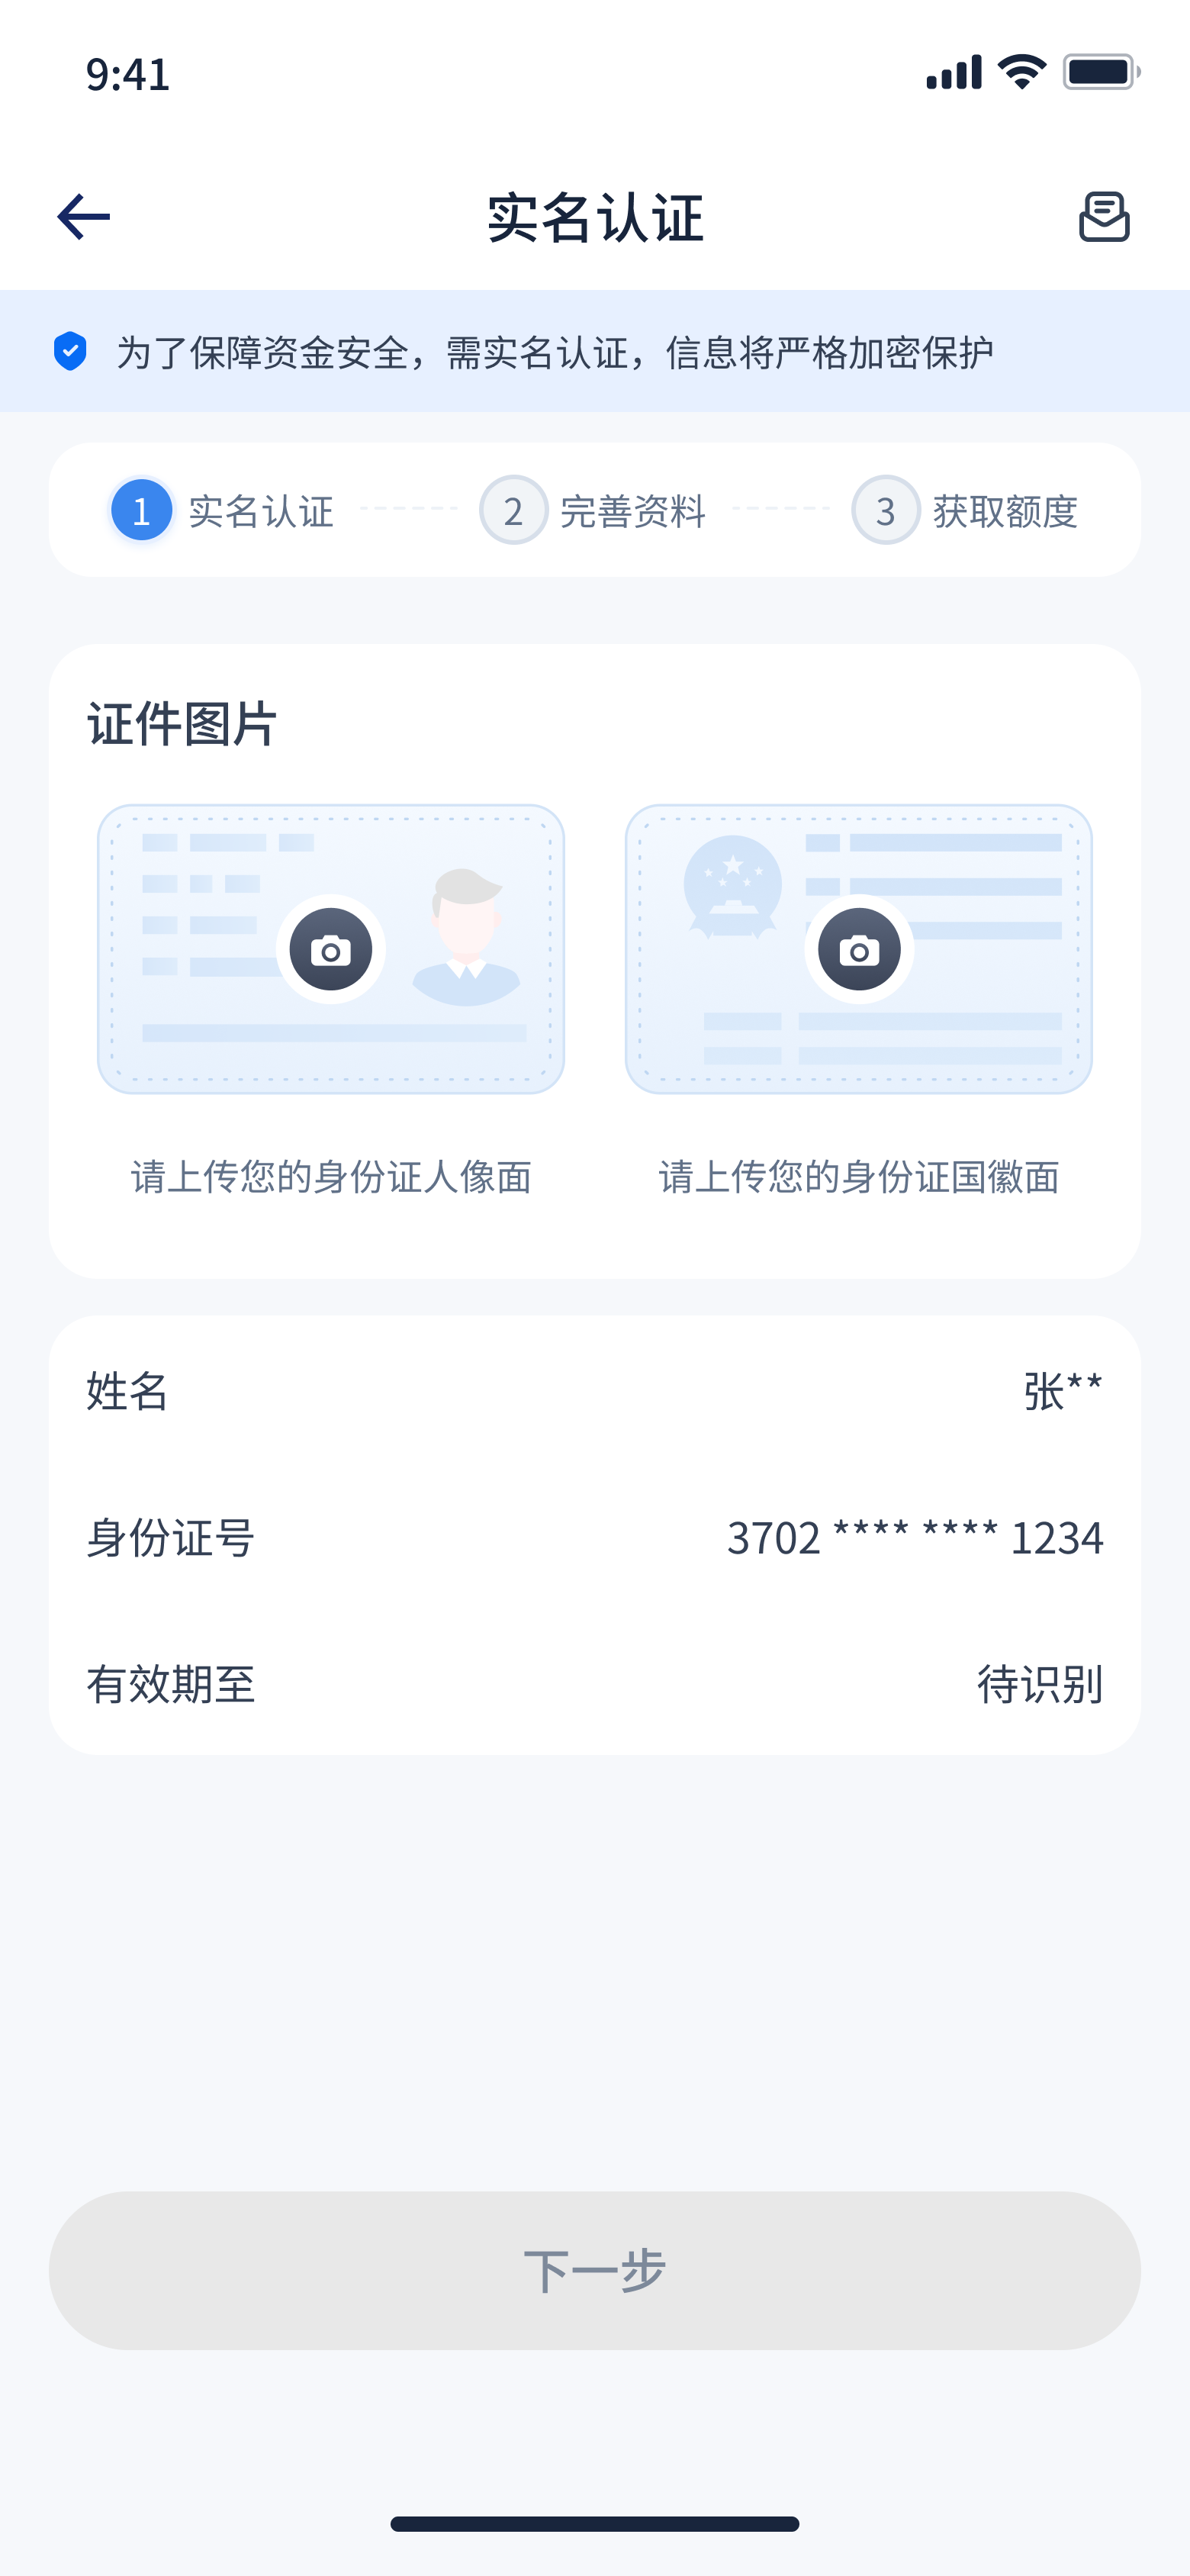 9:41
实名认证
为了保障资金安全，需实名认证，信息将严格加密保护
1 实名认证 2 完善资料 3 获取额度
证件图片
请上传您的身份证人像面 请上传您的身份证国徽面
姓名 张**
身份证号 3702 **** **** 1234
有效期至 待识别
下一步